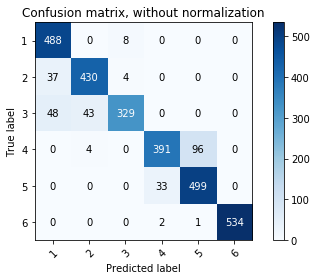 Confusion matrix, without normalization
1 488 0 8 0 0 0
2 37 430 4 0 0 0
3 48 43 329 0 0 0
4 0 4 0 391 96 0
5 0 0 0 33 499 0
6 0 0 0 2 1 534
1 2 3 4 5 6
True label
Predicted label
500
400
300
200
100
0